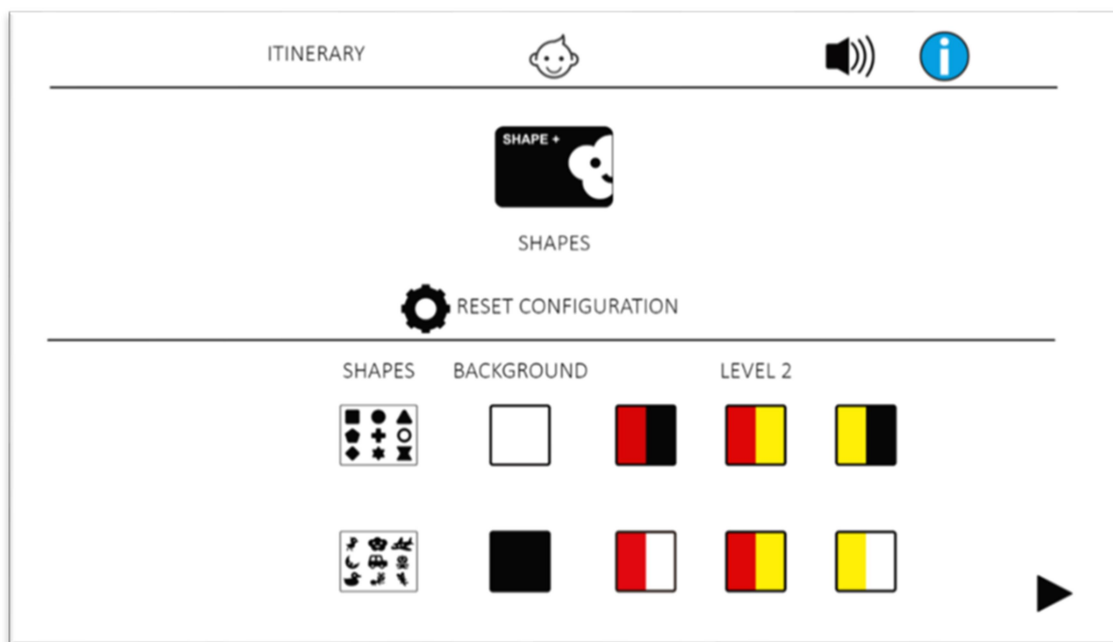 ITINERARY
SHAPE +
SHAPES
RESET CONFIGURATION
SHAPES BACKGROUND LEVEL 2